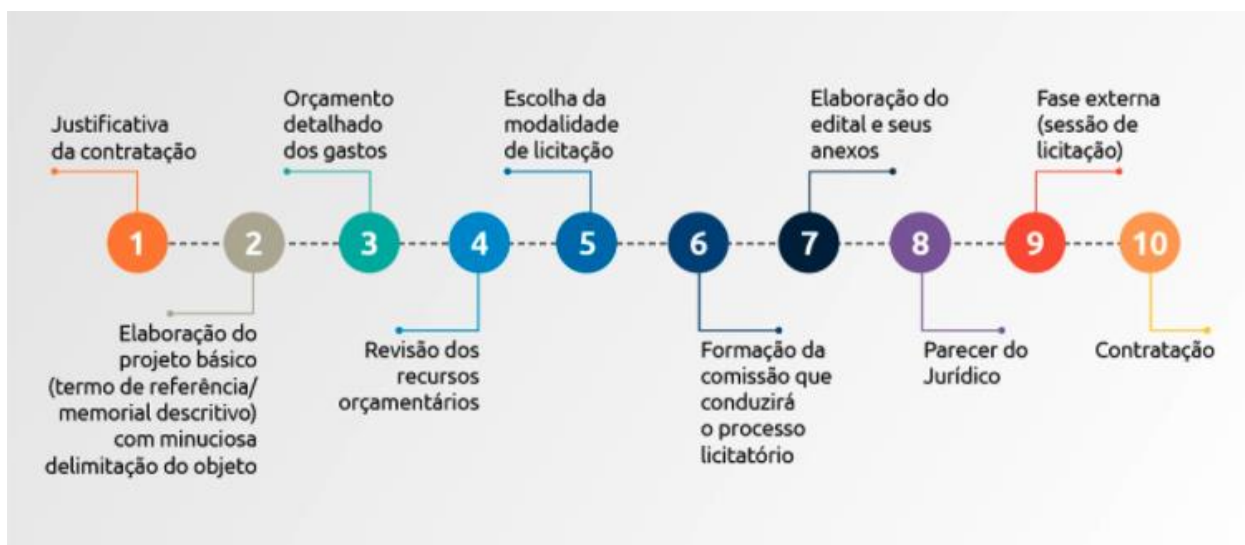 1
Justificativa
da contratação
2
Elaboração do
projeto básico
(termo de referência/
memorial descritivo)
com minuciosa
delimitação do objeto
3
Orçamento
detalhado
dos gastos
4
Revisão dos
recursos
orçamentários
5
Escolha da
modalidade
de licitação
6
Formação da
comissão que
conduzirá
o processo
licitatório
7
Elaboração do
edital e seus
anexos
8
Parecer do
Jurídico
9
Fase externa
(sessão de
licitação)
10
Contratação